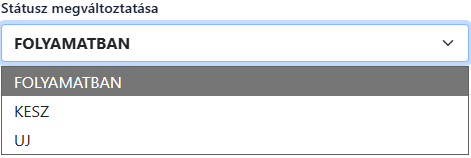 Státusz megváltoztatása
FOLYAMATBAN
FOLYAMATBAN
KESZ
UJ